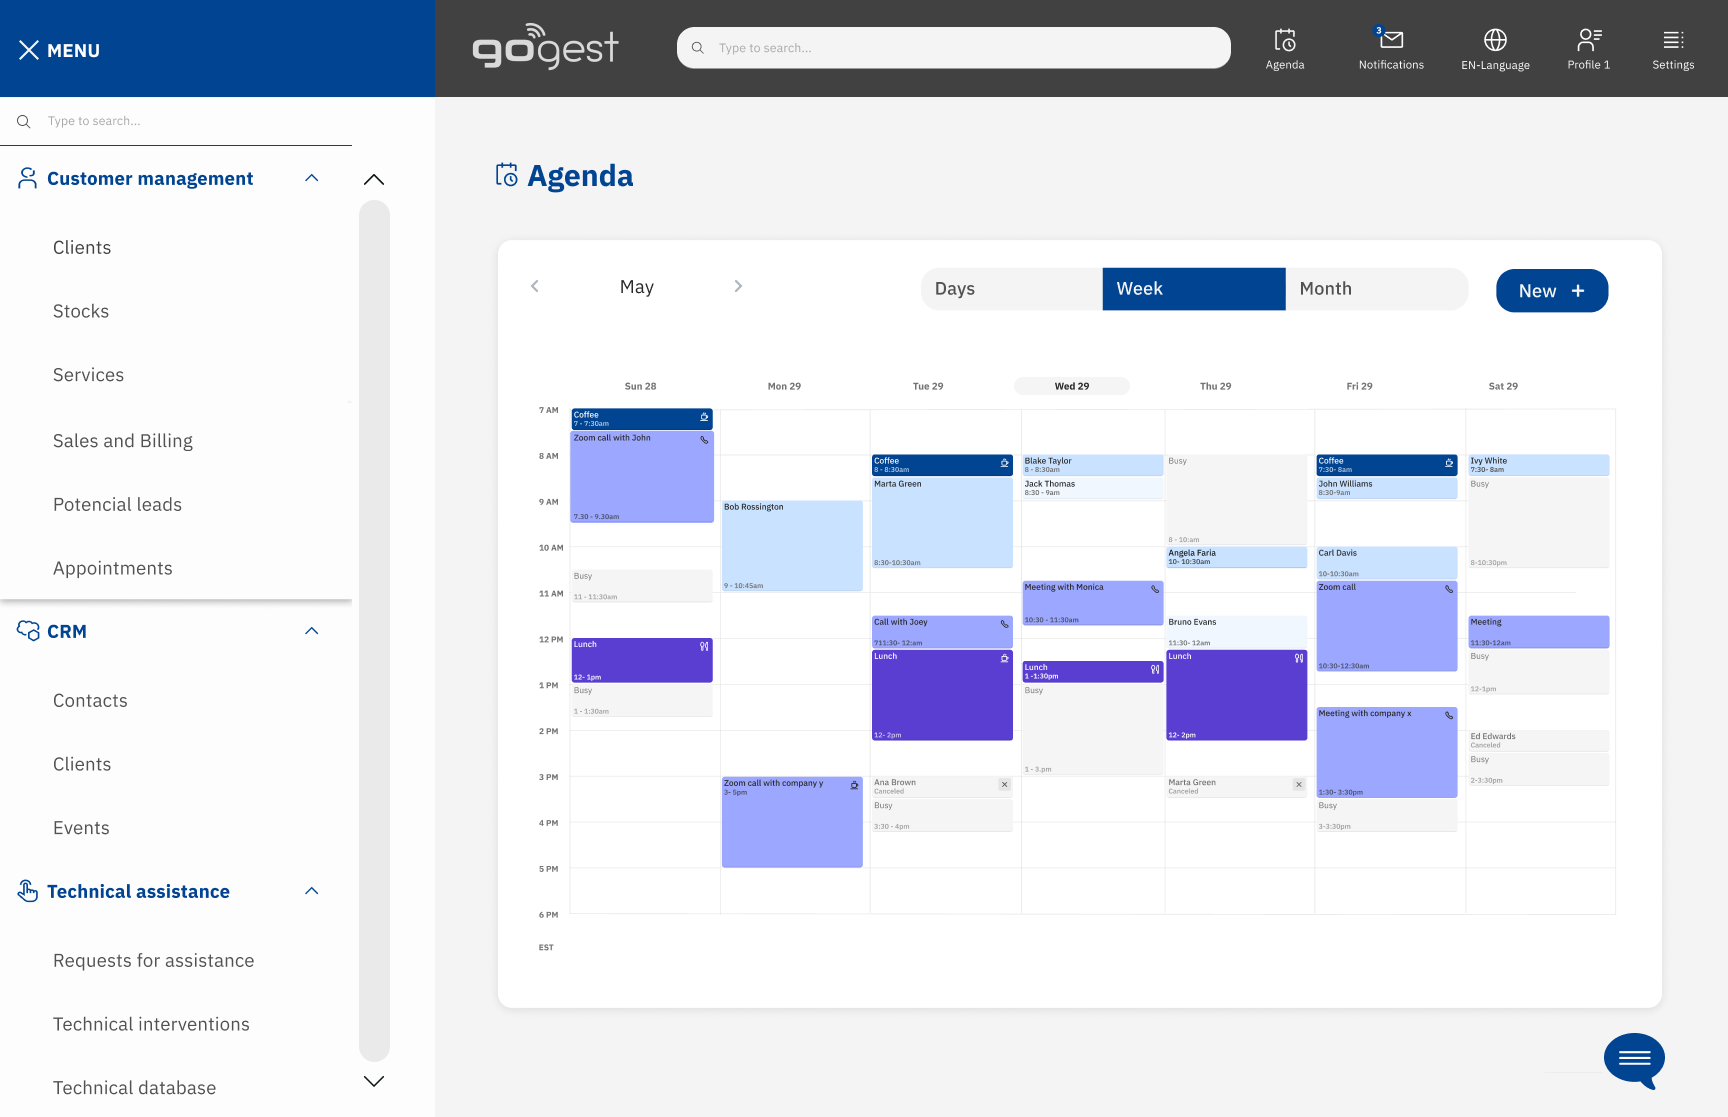 MENU
gogest
Type to search...
Agenda
3
Notifications
EN-Language
Profile 1
Settings
Type to search...
Customer management
Clients
Stocks
Services
Sales and Billing
Potencial leads
Appointments
CRM
Contacts
Clients
Events
Technical assistance
Requests for assistance
Technical interventions
Technical database
Agenda
May
Days
Week
Month
New +
Sun 28
Mon 29
Tue 29
Wed 29
Thu 29
Fri 29
Sat 29
7 AM
8 AM
9 AM
10 AM
11 AM
12 PM
1 PM
2 PM
3 PM
4 PM
5 PM
6 PM
EST
Coffee
7 - 7:30am
Zoom call with John
7.30 - 9.30am
Busy
11 - 11:30am
Lunch
12- 1pm
Busy
1 - 1:30am
Bob Rossington
9 - 10:45am
Zoom call with company y
3- 5pm
Coffee
8 - 8:30am
Marta Green
8:30-10:30am
Call with Joey
711:30- 12:am
Lunch
12- 2pm
Ana Brown
Canceled
Busy
3:30 - 4pm
Blake Taylor
8 - 8:30am
Jack Thomas
8:30 - 9am
Meeting with Monica
10:30 - 11:30am
Lunch
1 -1:30pm
Busy
1 - 3.pm
Busy
8 - 10:am
Angela Faria
10- 10:30am
Bruno Evans
11:30- 12am
Lunch
12- 2pm
Marta Green
Canceled
Coffee
7:30- 8am
John Williams
8:30-9am
Carl Davis
10-10:30am
Zoom call
10:30-12:30am
Meeting with company x
1:30- 3:30pm
Busy
3-3:30pm
Ivy White
7:30- 8am
Busy
8-10:30pm
Meeting
11:30-12am
Busy
12-1pm
Ed Edwards
Canceled
Busy
2-3:30pm